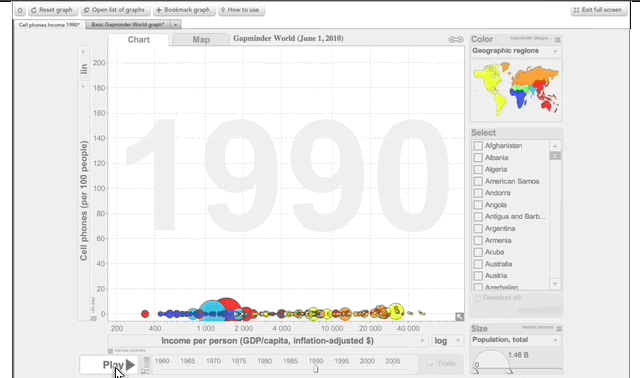 Reset graph
Open list of graphs
Bookmark graph
How to use
Exit full screen
Cell phones Income 1990*
Basic Gapminder World graph*
+
Chart
Map
Gapminder World (June 1, 2010)
lin
Cell phones (per 100 people)
200
180
160
140
120
100
80
60
40
20
0
1990
200
400
1 000
2 000
4 000
10 000
20 000
40 000
Income per person (GDP/capita, inflation-adjusted $)
log
Play
1960
1965
1970
1975
1980
1985
1990
1995
2000
2005
Trails
Color
Geographic regions
Select
Afghanistan
Albania
Algeria
American Samoa
Andorra
Angola
Antigua and Barb...
Argentina
Armenia
Aruba
Australia
Austria
Azerbaijan
Deselect all
Size
Population, total
1.46 B